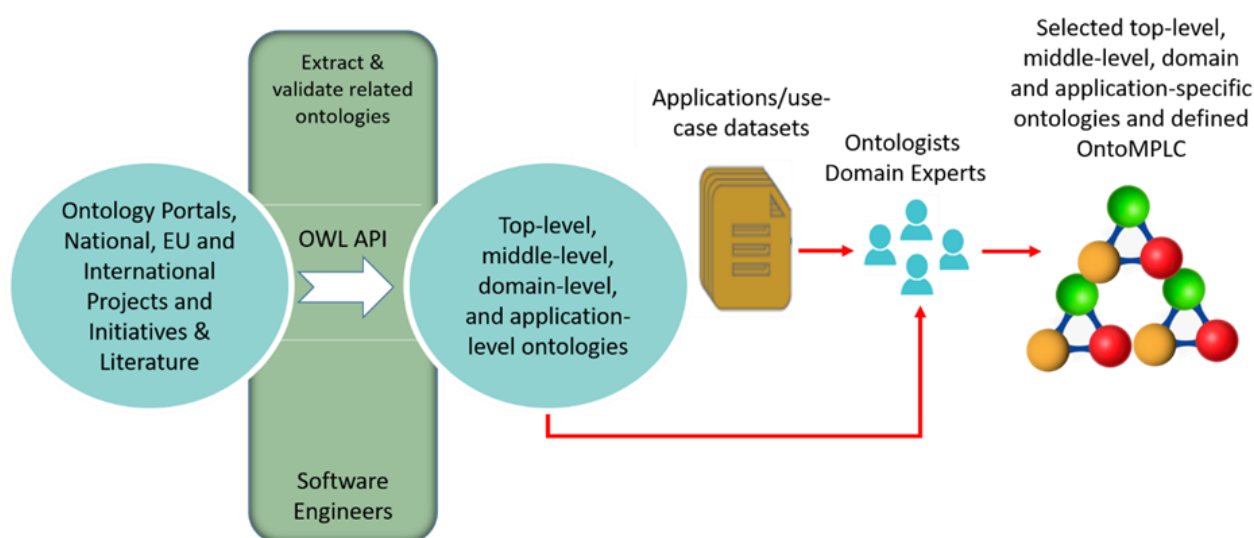 Ontology Portals,
National, EU and
International
Projects and
Initiatives &
Literature
Extract &
validate related
ontologies
OWL API
Software
Engineers
Top-level,
middle-level,
domain-level,
and application-
level ontologies
Applications/use-
case datasets
Ontologists
Domain Experts
Selected top-level,
middle-level, domain
and application-specific
ontologies and defined
OntoMPLC